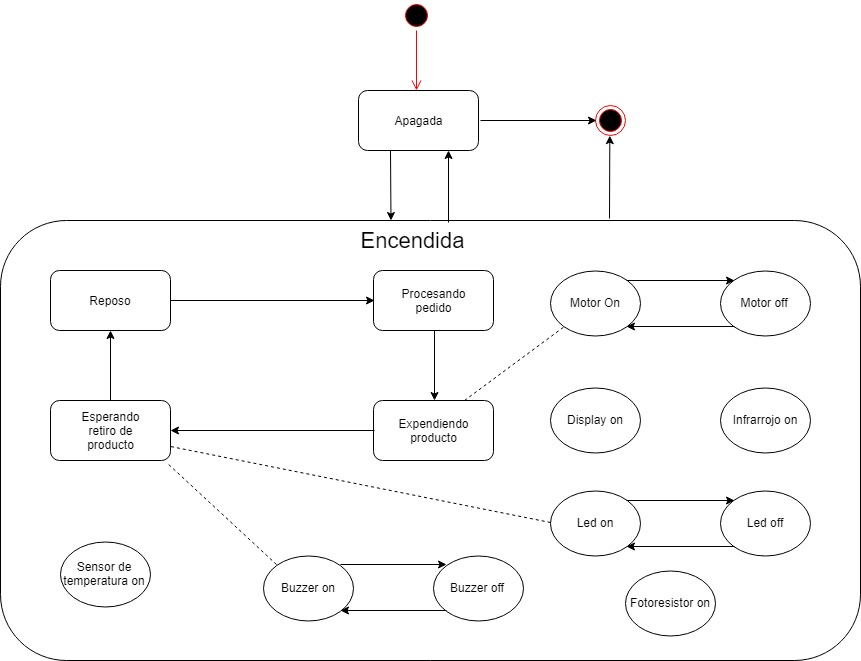 Apagada
Encendida
Reposo
Procesando
pedido
Motor On
Motor off
Esperando
retiro de
producto
Expendiendo
producto
Display on
Infrarrojo on
Led on
Led off
Sensor de
temperatura on
Buzzer on
Buzzer off
Fotoresistor on